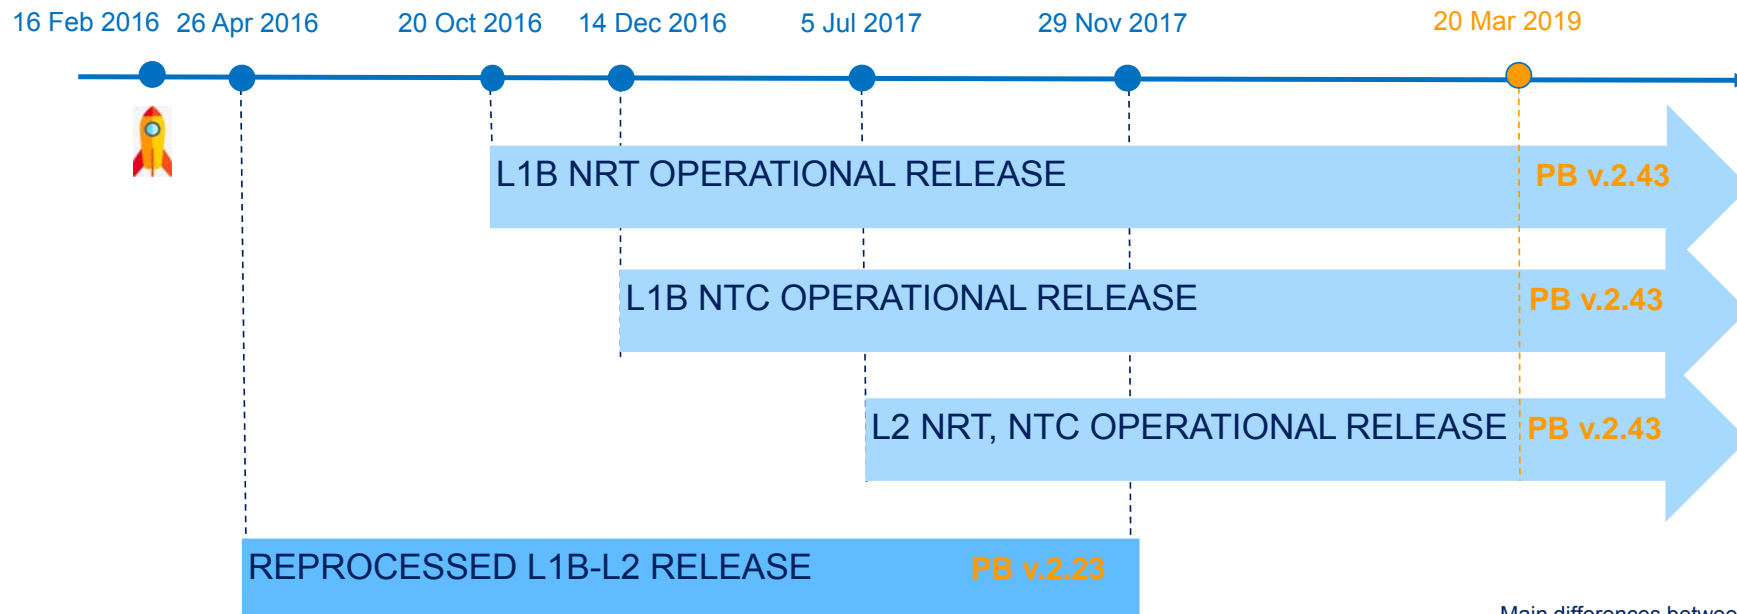 16 Feb 2016 26 Apr 2016 20 Oct 2016 14 Dec 2016 5 Jul 2017 29 Nov 2017 20 Mar 2019
L1B NRT OPERATIONAL RELEASE PB v.2.43
L1B NTC OPERATIONAL RELEASE PB v.2.43
L2 NRT, NTC OPERATIONAL RELEASE PB v.2.43
REPROCESSED L1B-L2 RELEASE PB v.2.23
Main differences